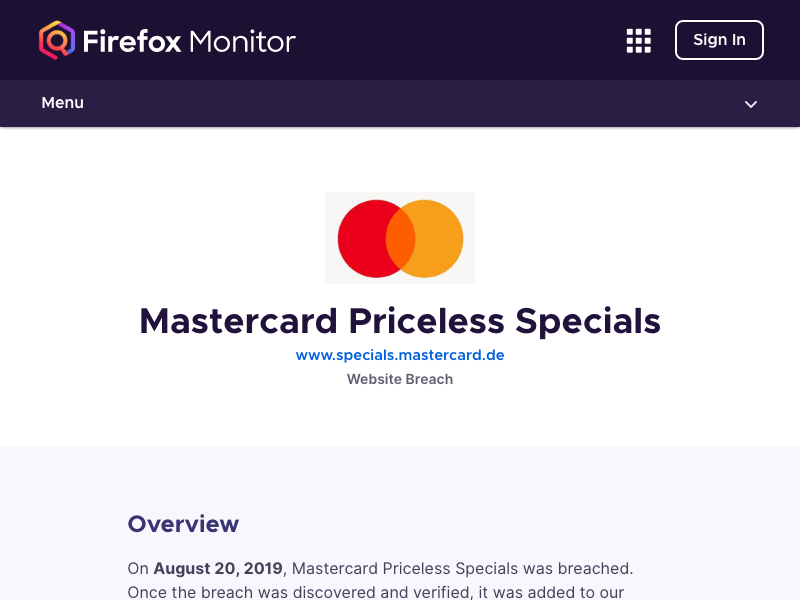 Firefox Monitor
Sign In
Menu
Mastercard Priceless Specials
www.specials.mastercard.de
Website Breach
Overview
On August 20, 2019, Mastercard Priceless Specials was breached.
Once the breach was discovered and verified, it was added to our